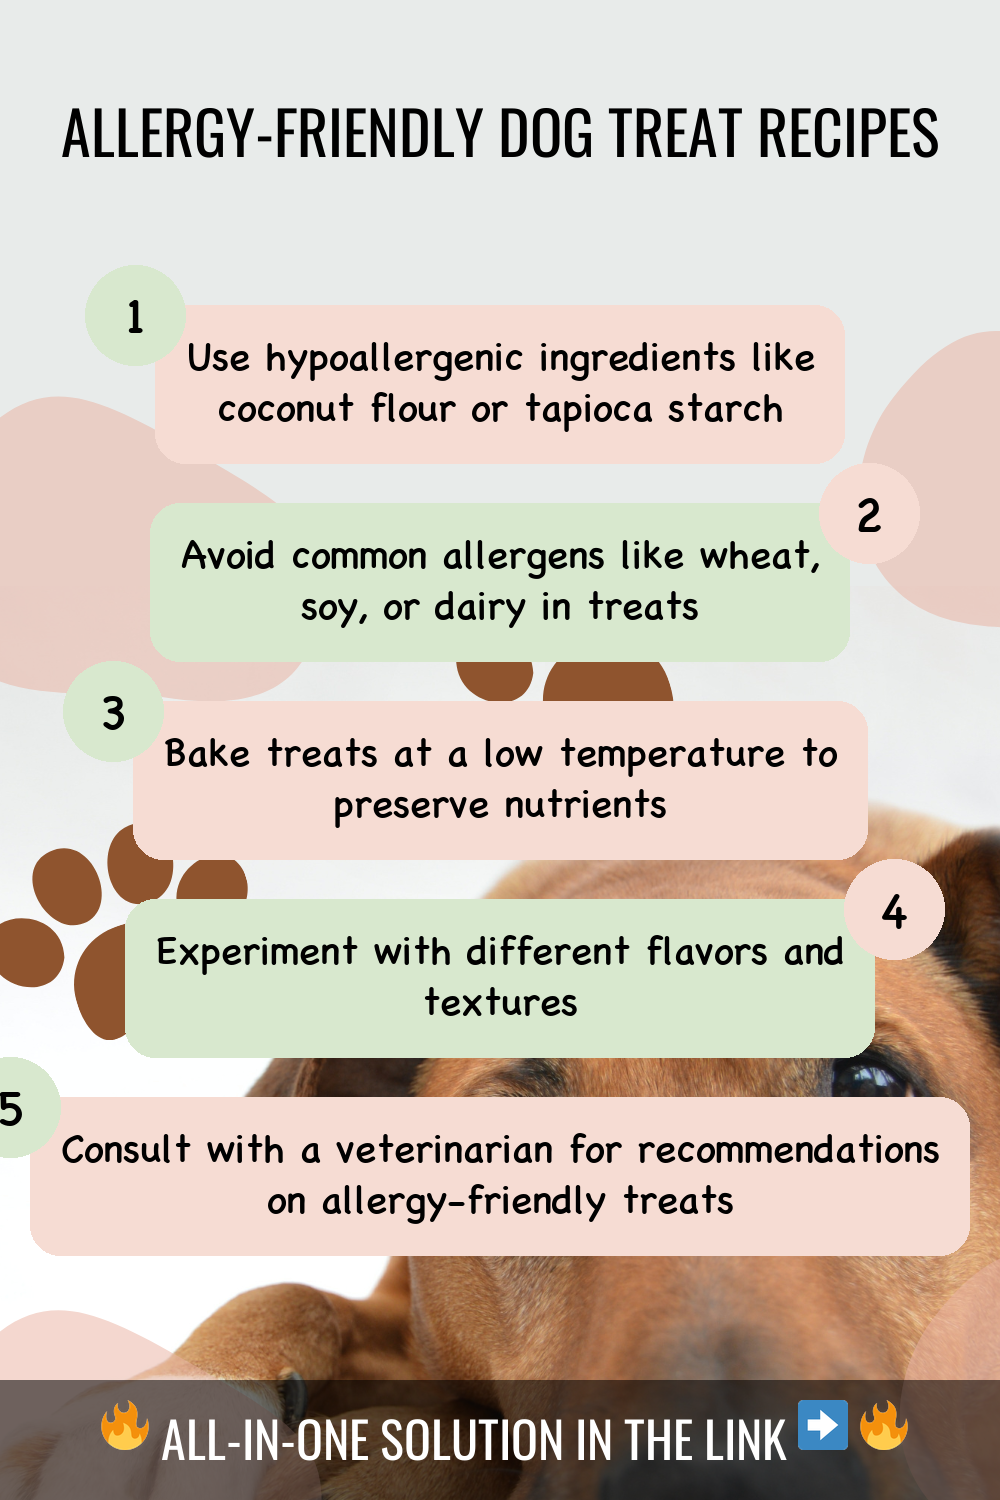 ALLERGY-FRIENDLY DOG TREAT RECIPES
1
Use hypoallergenic ingredients like
coconut flour or tapioca starch
2
Avoid common allergens like wheat,
soy, or dairy in treats
3
Bake treats at a low temperature to
preserve nutrients
4
Experiment with different flavors and
textures
5
Consult with a veterinarian for recommendations
on allergy-friendly treats
🔥 ALL-IN-ONE SOLUTION IN THE LINK ➡️ 🔥